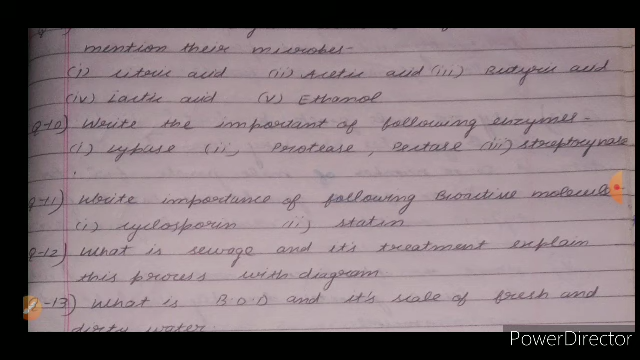 mention their microbes-
(i) citric acid (ii) Acetic acid (iii) Butyric acid
(iv) Lactic acid (v) Ethanol
Q-10) Write the important of following enzymes-
(i) lypase (ii) Protease, Pectase (iii) streptokynase
Q-11) Write importance of following Bioactive molecule
(i) cyclosporin (ii) statin
Q-12) What is sewage and it's treatment explain
this process with diagram
Q-13) What is B.O.D and it's scale of fresh and
dirty water
PowerDirector